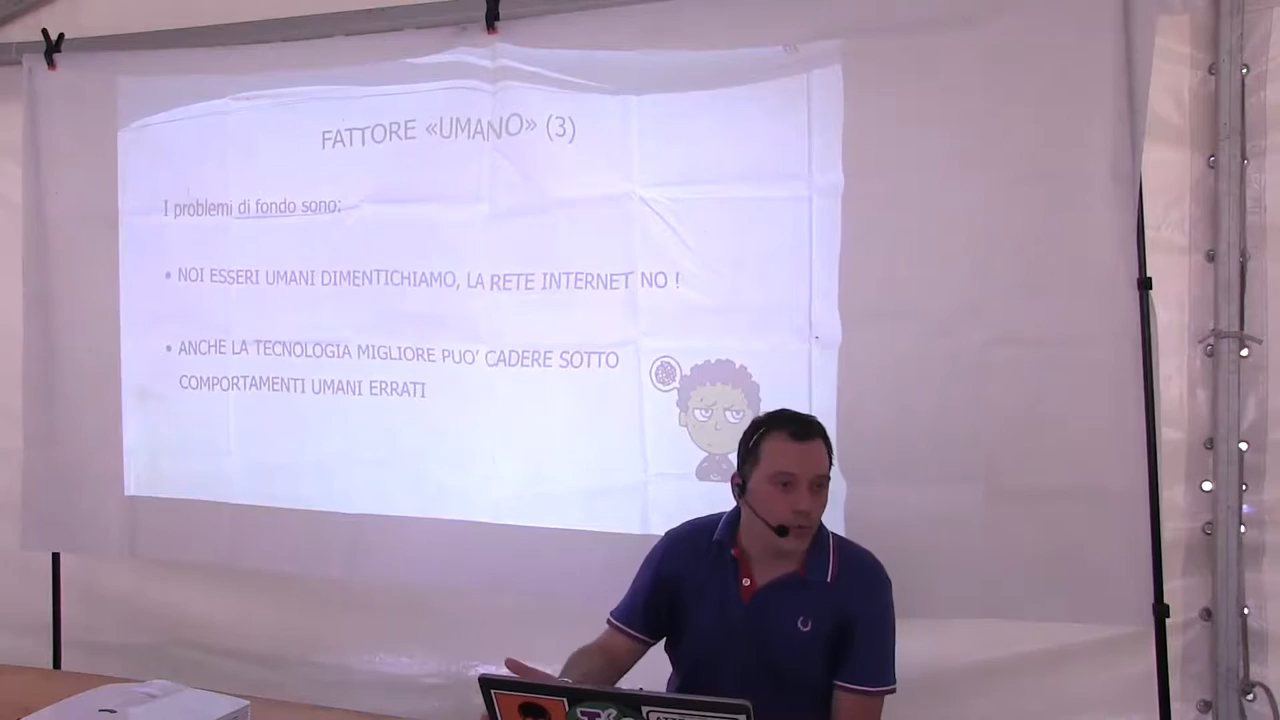 FATTORE «UMANO» (3)
I problemi di fondo sono:
• NOI ESSERI UMANI DIMENTICHIAMO, LA RETE INTERNET NO !
• ANCHE LA TECNOLOGIA MIGLIORE PUO' CADERE SOTTO
COMPORTAMENTI UMANI ERRATI